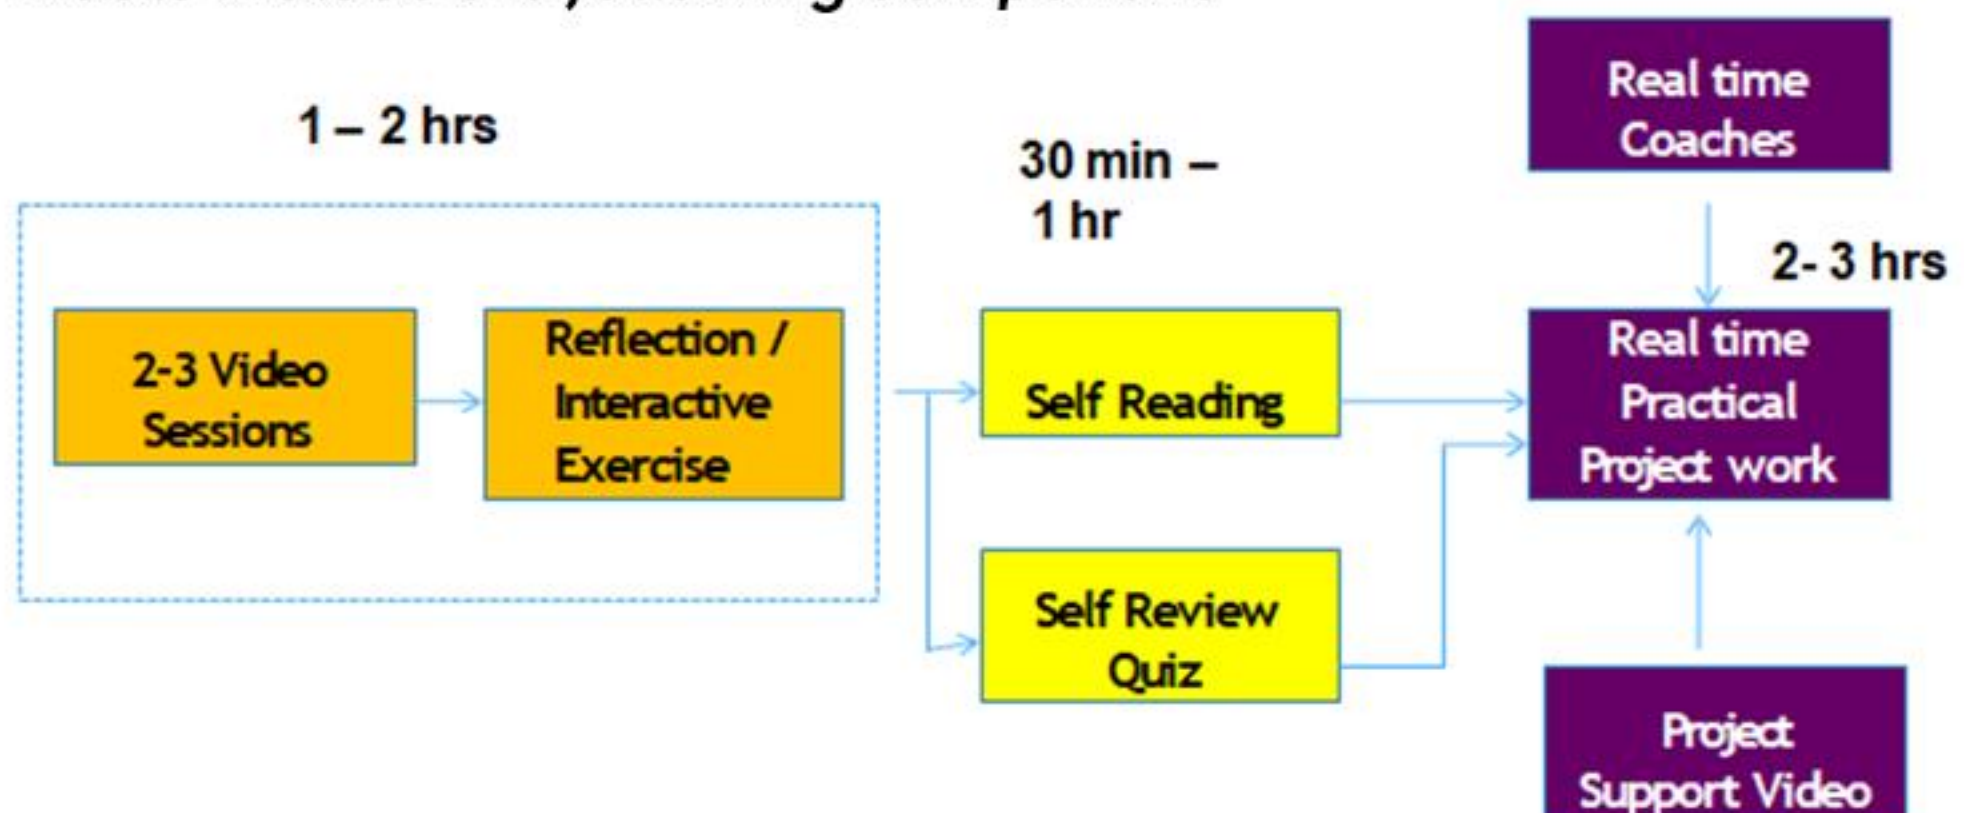 1 – 2 hrs
2-3 Video
Sessions
Reflection /
Interactive
Exercise
30 min –
1 hr
Self Reading
Self Review
Quiz
Real time
Coaches
2- 3 hrs
Real time
Practical
Project work
Project
Support Video